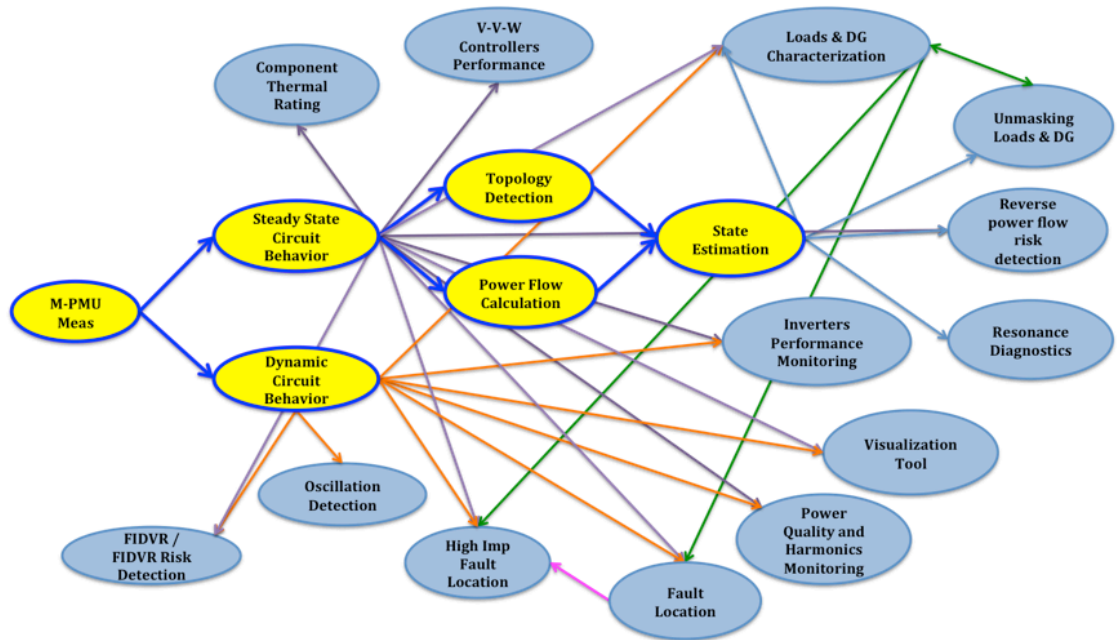 V-V-W
Controllers
Performance
Loads & DG
Characterization
Component
Thermal
Rating
Unmasking
Loads & DG
Topology
Detection
Steady State
Circuit
Behavior
State
Estimation
Reverse
power flow
risk
detection
Power Flow
Calculation
M-PMU
Meas
Inverters
Performance
Monitoring
Resonance
Diagnostics
Dynamic
Circuit
Behavior
Visualization
Tool
Oscillation
Detection
Power
Quality and
Harmonics
Monitoring
FIDVR /
FIDVR Risk
Detection
High Imp
Fault
Location
Fault
Location